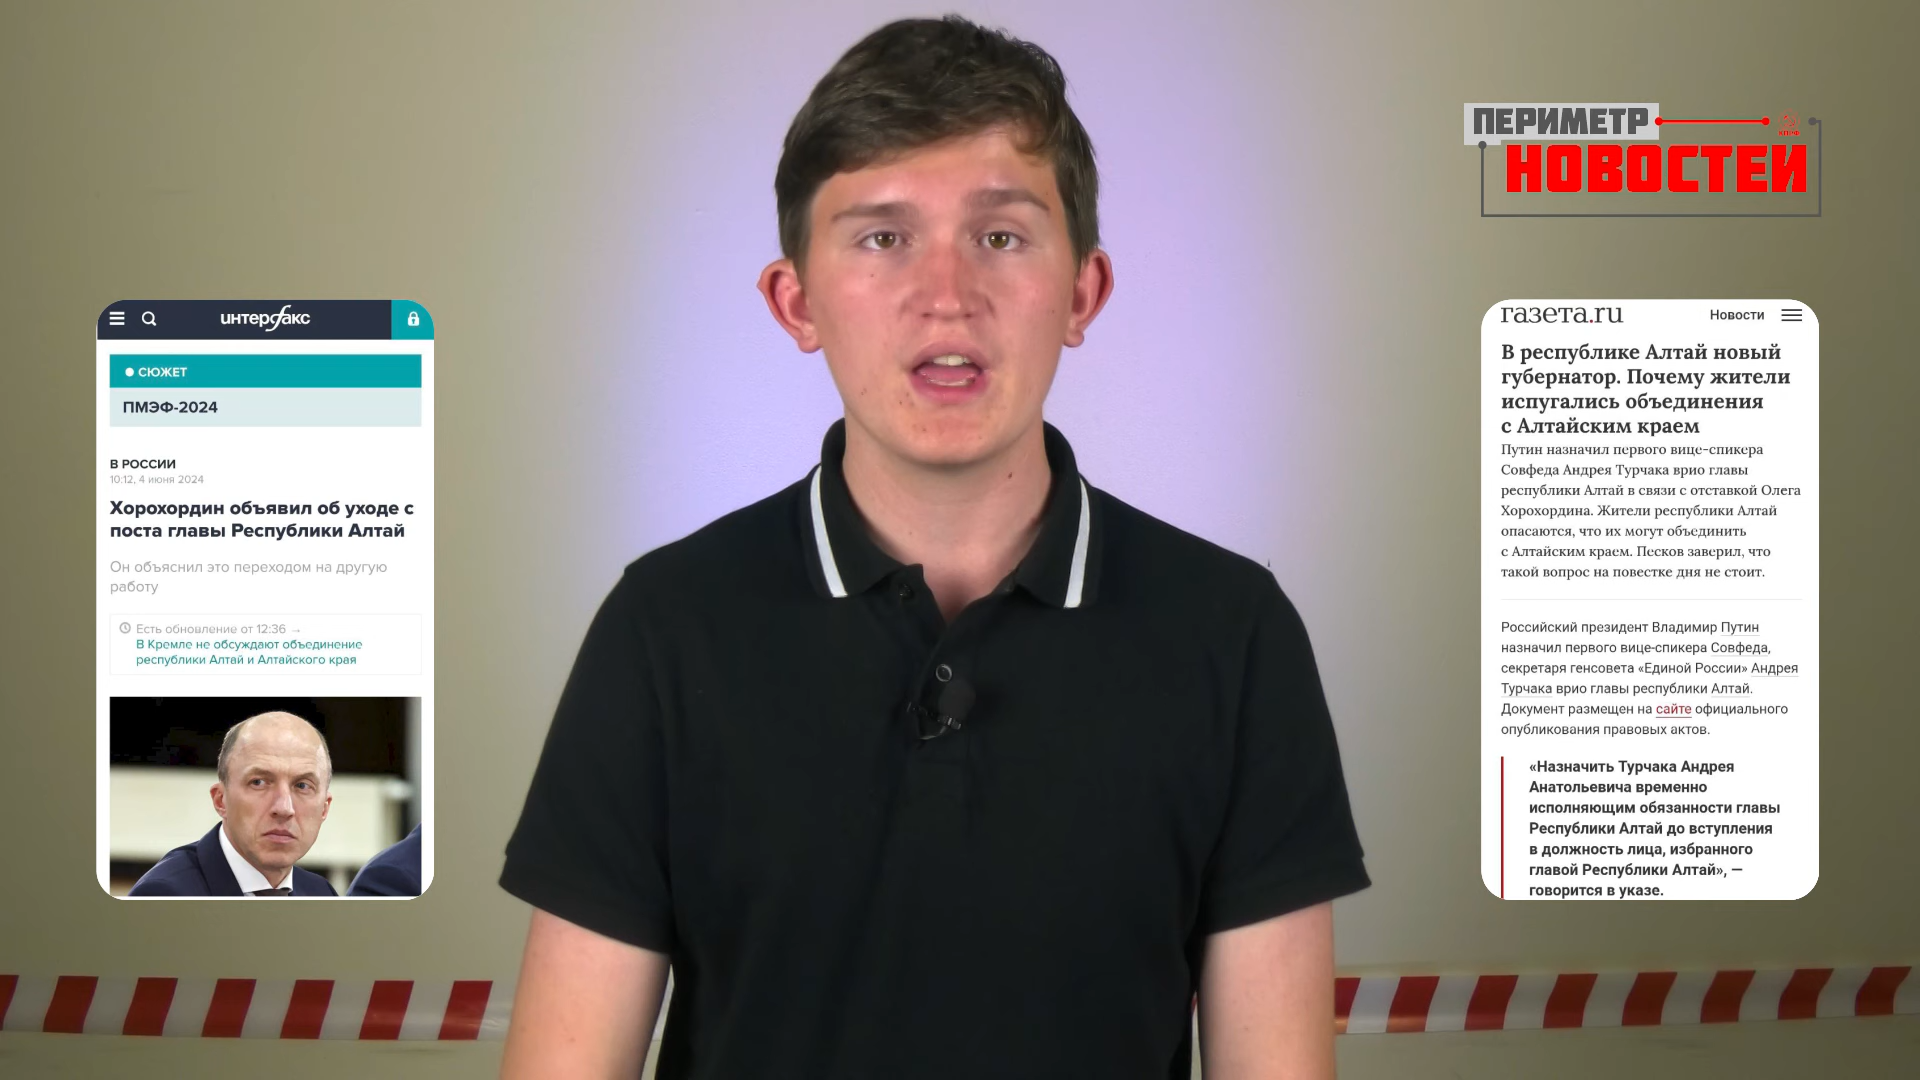 ПЕРИМЕТР
НОВОСТЕЙ
интерфакс
СЮЖЕТ
ПМЭФ-2024
В РОССИИ
10:12, 4 июня 2024
Хорохордин объявил об уходе с
поста главы Республики Алтай
Он объяснил это переходом на другую
работу
Есть обновление от 12:36 →
В Кремле не обсуждают объединение
республики Алтай и Алтайского края
газета.ru
Новости
В республике Алтай новый
губернатор. Почему жители
испугались объединения
с Алтайским краем
Путин назначил первого вице-спикера
Совфеда Андрея Турчака врио главы
республики Алтай в связи с отставкой Олега
Хорохордина. Жители республики Алтай
опасаются, что их могут объединить
с Алтайским краем. Песков заверил, что
такой вопрос на повестке дня не стоит.
Российский президент Владимир Путин
назначил первого вице-спикера Совфеда,
секретаря генсовета «Единой России» Андрея
Турчака врио главы республики Алтай.
Документ размещен на сайте официального
опубликования правовых актов.
«Назначить Турчака Андрея
Анатольевича временно
исполняющим обязанности главы
Республики Алтай до вступления
в должность лица, избранного
главой Республики Алтай», —
говорится в указе.